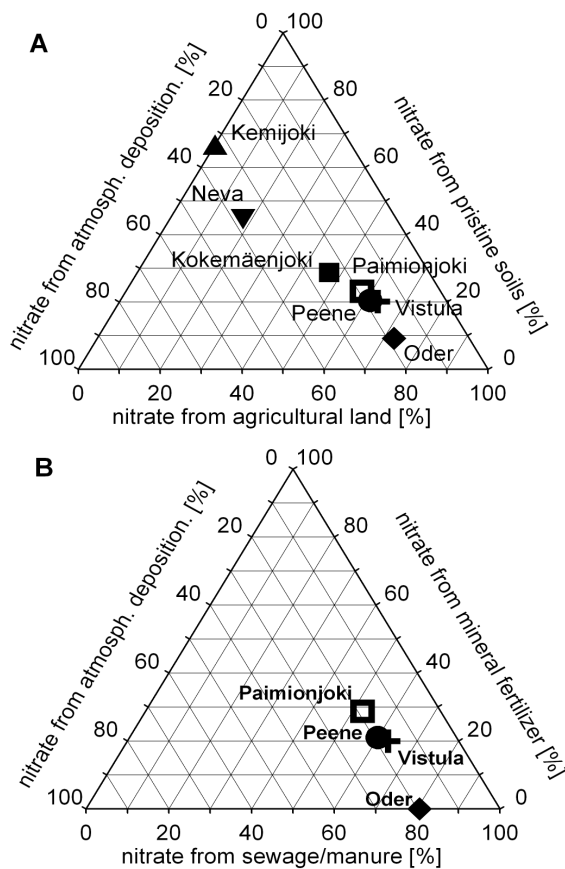 A
0 100
nitrate from atmosph. deposition. [%]
nitrate from pristine soils [%]
20 80
Kemijoki
40 60
Neva
60 40
Kokemäenjoki Paimionjoki
80 20
Peene Vistula
Oder
100 0
0 20 40 60 80 100
nitrate from agricultural land [%]
B
0 100
nitrate from atmosph. deposition. [%]
nitrate from mineral fertilizer [%]
20 80
40 60
60 40
Paimionjoki
Peene
80 20
Vistula
Oder
100 0
0 20 40 60 80 100
nitrate from sewage/manure [%]